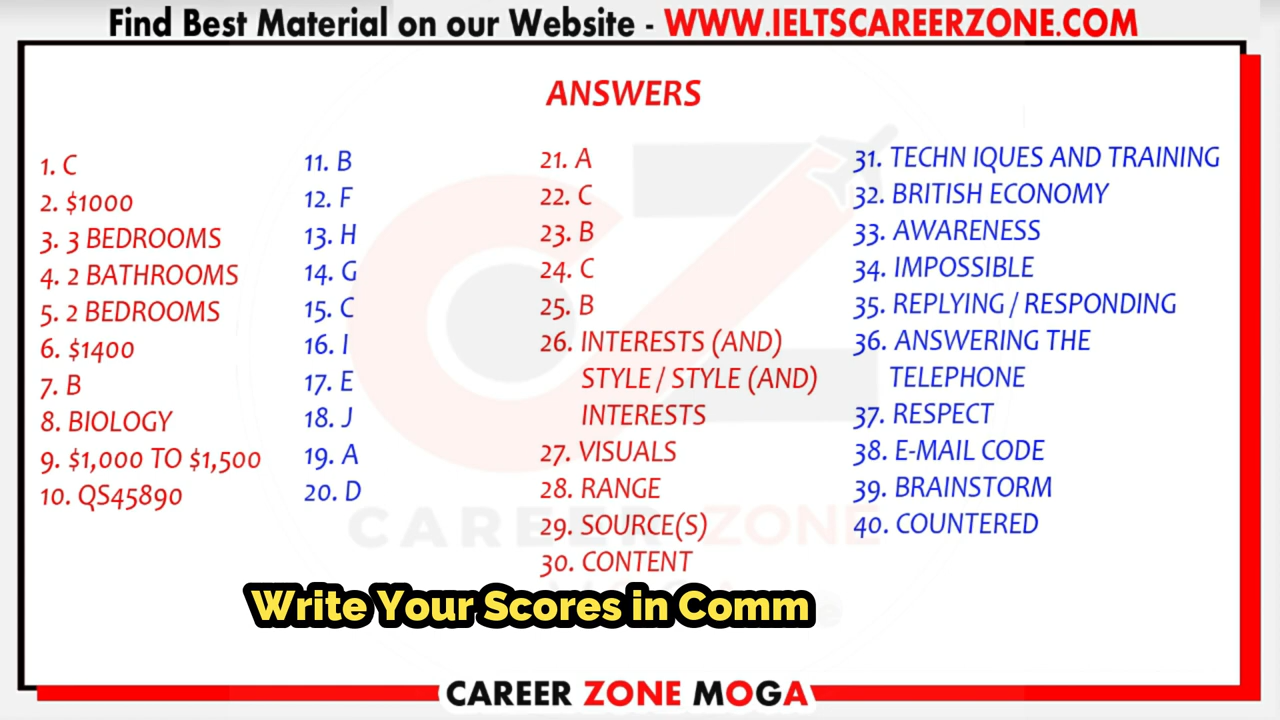 Find Best Material on our Website - WWW.IELTSCAREERZONE.COM
ANSWERS
1. C
2. $1000
3. 3 BEDROOMS
4. 2 BATHROOMS
5. 2 BEDROOMS
6. $1400
7. B
8. BIOLOGY
9. $1,000 TO $1,500
10. QS45890
11. B
12. F
13. H
14. G
15. C
16. I
17. E
18. J
19. A
20. D
21. A
22. C
23. B
24. C
25. B
26. INTERESTS (AND)
STYLE / STYLE (AND)
INTERESTS
27. VISUALS
28. RANGE
29. SOURCE(S)
30. CONTENT
31. TECHN IQUES AND TRAINING
32. BRITISH ECONOMY
33. AWARENESS
34. IMPOSSIBLE
35. REPLYING / RESPONDING
36. ANSWERING THE
TELEPHONE
37. RESPECT
38. E-MAIL CODE
39. BRAINSTORM
40. COUNTERED
CAREER ZONE
Write Your Scores in Comm
CAREER ZONE MOGA